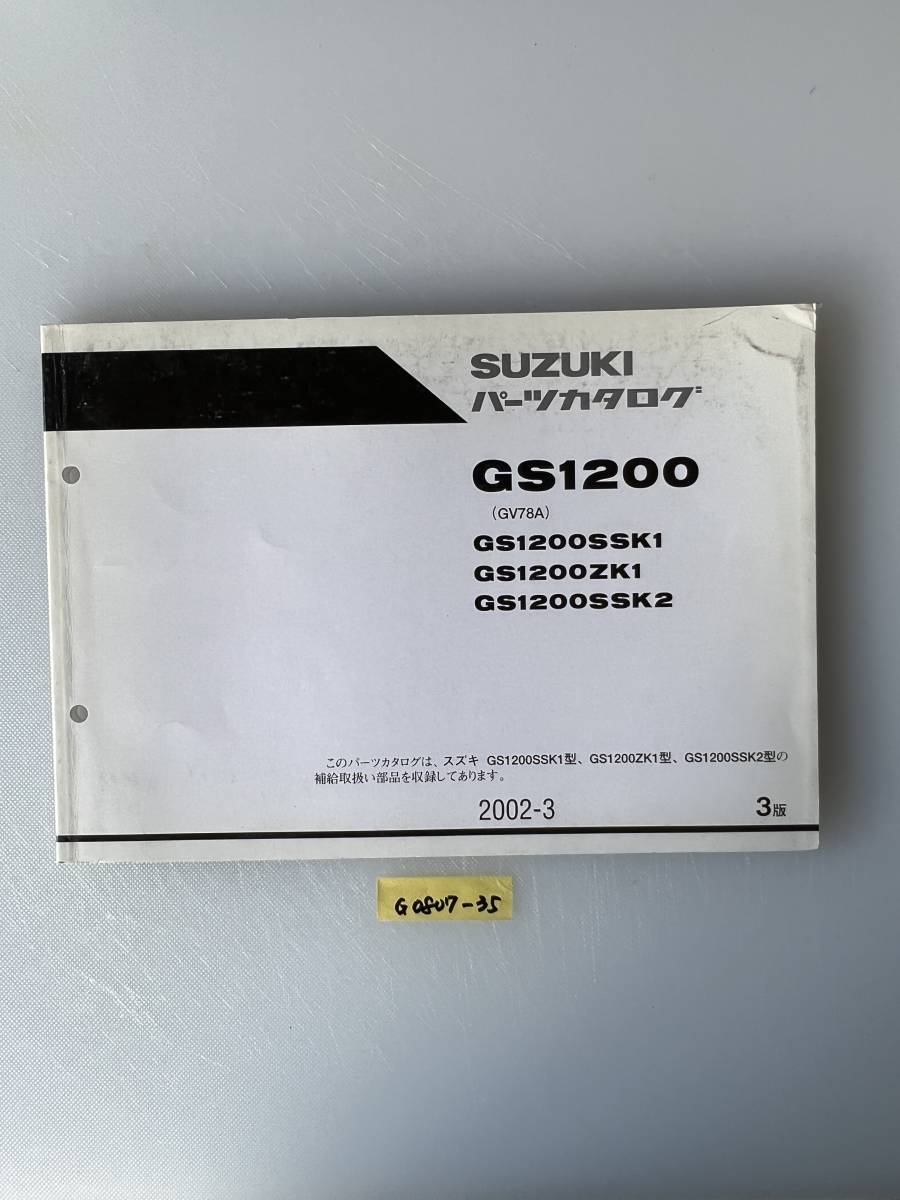 SUZUKI
パーツカタログ
GS1200
(GV78A)
GS1200SSK1
GS1200ZK1
GS1200SSK2
このパーツカタログは、スズキ GS1200SSK1型、GS1200ZK1型、GS1200SSK2型の
補給取扱い部品を収録してあります。
2002-3 3版
G0807-35